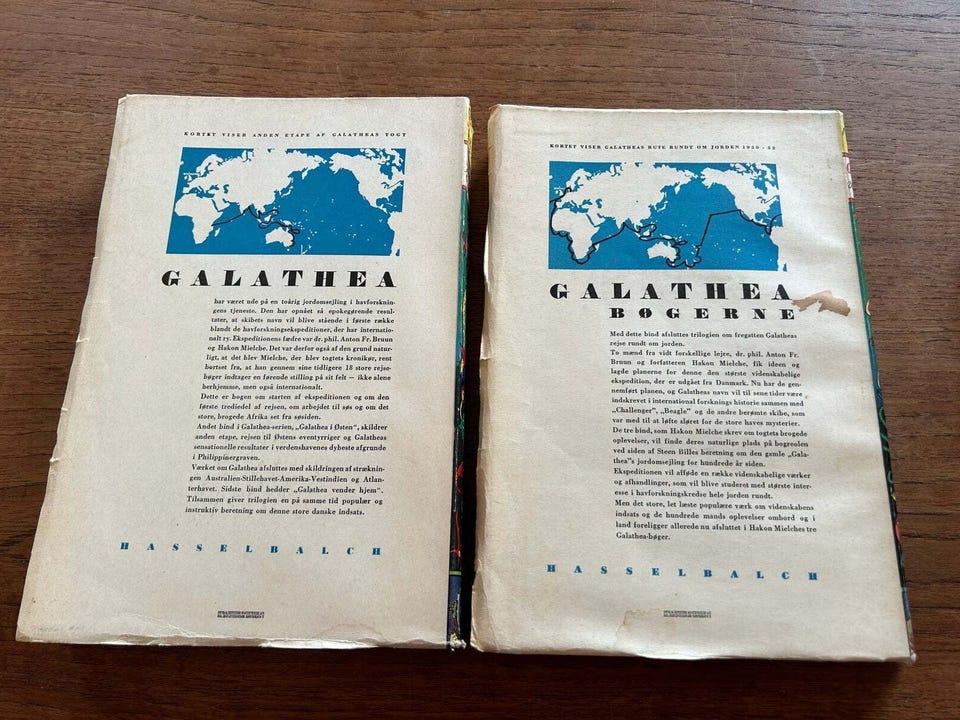 KORTET VISER ANDEN ETAPE AF GALATHEAS TOGT
GALATHEA
har været ude på en toårig jordomsejling i havforsknin-
gens tjeneste. Den har opnået så epokegørende resul-
tater, at skibets navn vil blive stående i første række
blandt de havforskningsekspeditioner, der har internatio-
nalt ry. Ekspeditionens fædre var dr. phil. Anton Fr. Bruun
og Hakon Mielche. Det var derfor også af den grund natur-
ligt, at det blev Mielche, der blev togtets kronikør, rent
bortset fra, at han gennem sine tidligere 18 store rejse-
bøger indtager en førende stilling på sit felt — ikke alene
herhjemme, men også internationalt.
Dette er bogen om starten af ekspeditionen og om den
første trediedel af rejsen, om arbejdet til søs og om det
store, brogede Afrika set fra søsiden.
Andet bind i Galathea-serien, „Galathea i Østen“, skildrer
anden etape, rejsen til Østens eventyrriger og Galatheas
sensationelle resultater i verdenshavenes dybeste afgrunde
i Philippinergraven.
Værket om Galathea afsluttes med skildringen af stræknin-
gen Australien-Stillehavet-Amerika-Vestindien og Atlan-
terhavet. Sidste bind hedder „Galathea vender hjem“.
Tilsammen giver trilogien en på samme tid populær og
instruktiv beretning om denne store danske indsats.
HASSELBALCH
KORTET VISER GALATHEAS RUTE RUNDT OM JORDEN 1950-52
GALATHEA
BØGERNE
Med dette bind afsluttes trilogien om fregatten Galatheas
rejse rundt om jorden.
To mænd fra vidt forskellige lejre, dr. phil. Anton Fr.
Bruun og forfatteren Hakon Mielche, fik ideen og
lagde planerne for denne den største videnskabelige
ekspedition, der er udgået fra Danmark. Nu har de gen-
nemført planen, og Galatheas navn vil til sene tider være
indskrevet i international forsknings historie sammen med
„Challenger“, „Beagle“ og de andre berømte skibe, som
var med til at løfte sløret for de store haves mysterier.
De tre bind, som Hakon Mielche skrev om togtets brogede
oplevelser, vil finde deres naturlige plads på bogreolen
ved siden af Steen Billes beretning om den gamle „Gala-
thea“s jordomsejling for hundrede år siden.
Ekspeditionen vil afføde en række videnskabelige værker
og afhandlinger, som vil blive studeret med største inter-
esse i havforskningskredse hele jorden rundt.
Men det store, let læste populære værk om videnskabens
indsats og de hundrede mands oplevelser ombord og i
land foreligger allerede nu afsluttet i Hakon Mielches tre
Galathea-bøger.
HASSELBALCH